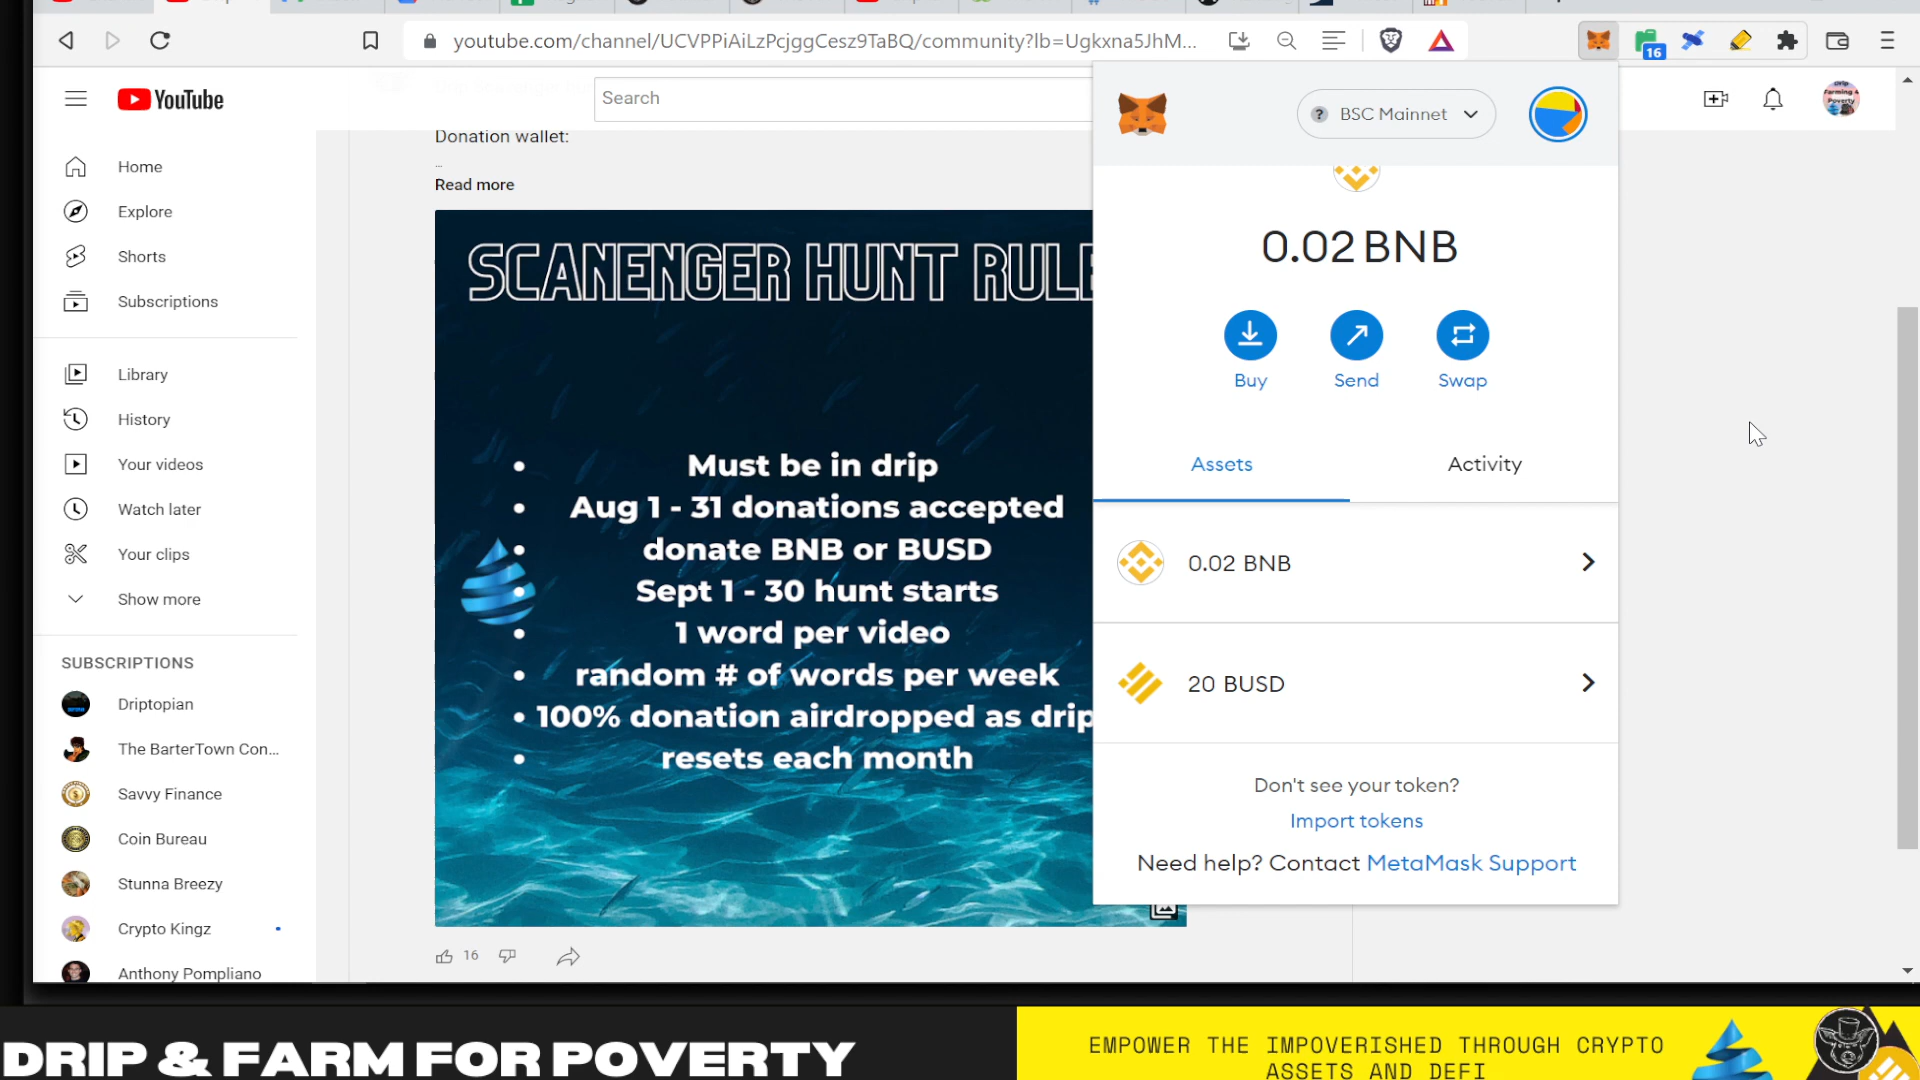 youtube.com/channel/UCVPPiAiLzPcjggCesz9TaBQ/community?lb=Ugkxna5JhM...
16
YouTube
Search
BSC Mainnet
Donation wallet:
...
Read more
Home
Explore
Shorts
Subscriptions
Library
History
Your videos
Watch later
Your clips
Show more
SUBSCRIPTIONS
Driptopian
The BarterTown Con...
Savvy Finance
Coin Bureau
Stunna Breezy
Crypto Kingz
Anthony Pompliano
SCANENGER HUNT RULE
• Must be in drip
• Aug 1 - 31 donations accepted
• donate BNB or BUSD
• Sept 1 - 30 hunt starts
• 1 word per video
• random # of words per week
• 100% donation airdropped as drip
• resets each month
16
0.02 BNB
Buy
Send
Swap
Assets
Activity
0.02 BNB
20 BUSD
Don't see your token?
Import tokens
Need help? Contact MetaMask Support
DRIP & FARM FOR POVERTY
EMPOWER THE IMPOVERISHED THROUGH CRYPTO
ASSETS AND DEFI